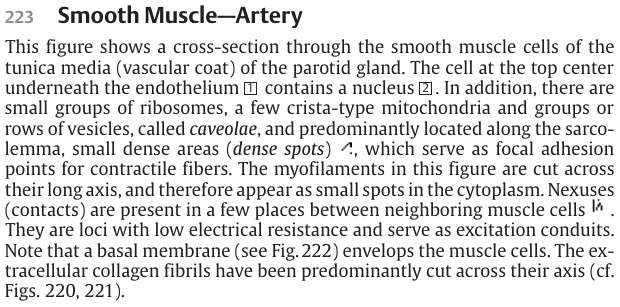 223 Smooth Muscle—Artery
This figure shows a cross-section through the smooth muscle cells of the
tunica media (vascular coat) of the parotid gland. The cell at the top center
underneath the endothelium 1 contains a nucleus 2. In addition, there are
small groups of ribosomes, a few crista-type mitochondria and groups or
rows of vesicles, called caveolae, and predominantly located along the sarco-
lemma, small dense areas (dense spots) , which serve as focal adhesion
points for contractile fibers. The myofilaments in this figure are cut across
their long axis, and therefore appear as small spots in the cytoplasm. Nexuses
(contacts) are present in a few places between neighboring muscle cells .
They are loci with low electrical resistance and serve as excitation conduits.
Note that a basal membrane (see Fig. 222) envelops the muscle cells. The ex-
tracellular collagen fibrils have been predominantly cut across their axis (cf.
Figs. 220, 221).